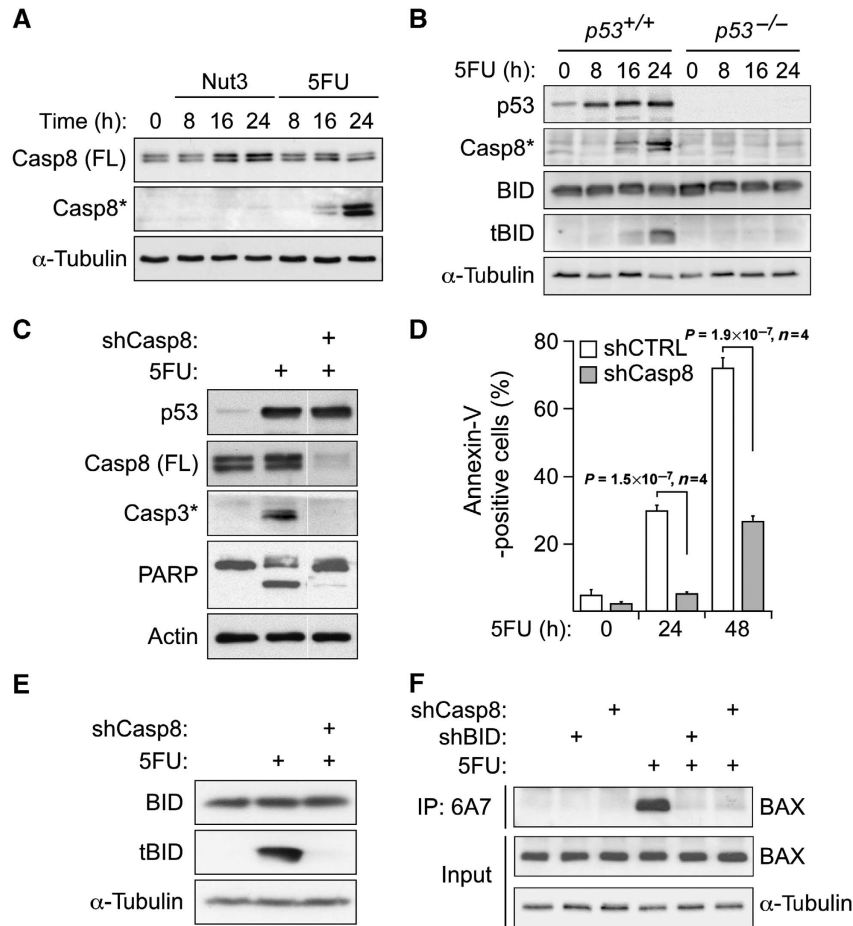 A
Nut3 5FU
Time (h): 0 8 16 24 8 16 24
Casp8 (FL)
Casp8*
α-Tubulin
B
p53+/+ p53−/−
5FU (h): 0 8 16 24 0 8 16 24
p53
Casp8*
BID
tBID
α-Tubulin
C
shCasp8: +
5FU: + +
p53
Casp8 (FL)
Casp3*
PARP
Actin
D
P = 1.9×10−7, n=4
shCTRL
shCasp8
P = 1.5×10−7, n=4
Annexin-V
-positive cells (%)
80
60
40
20
5FU (h): 0 24 48
E
shCasp8: +
5FU: + +
BID
tBID
α-Tubulin
F
shCasp8: + +
shBID: + +
5FU: + + +
IP: 6A7 BAX
Input BAX
α-Tubulin